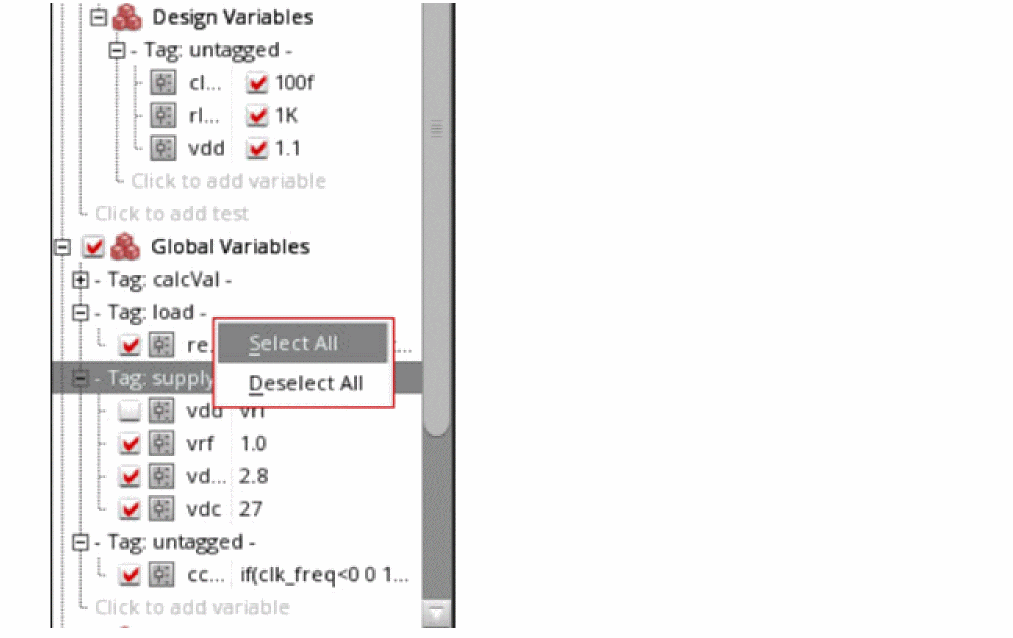 Design Variables
- Tag: untagged -
cl... 100f
rl... 1K
vdd 1.1
Click to add variable
Click to add test
Global Variables
- Tag: calcVal -
- Tag: load -
re.
Select All
- Tag: supply
Deselect All
vdd vrf
vrf 1.0
vd... 2.8
vdc 27
- Tag: untagged -
cc... if(clk_freq<0 0 1...
Click to add variable